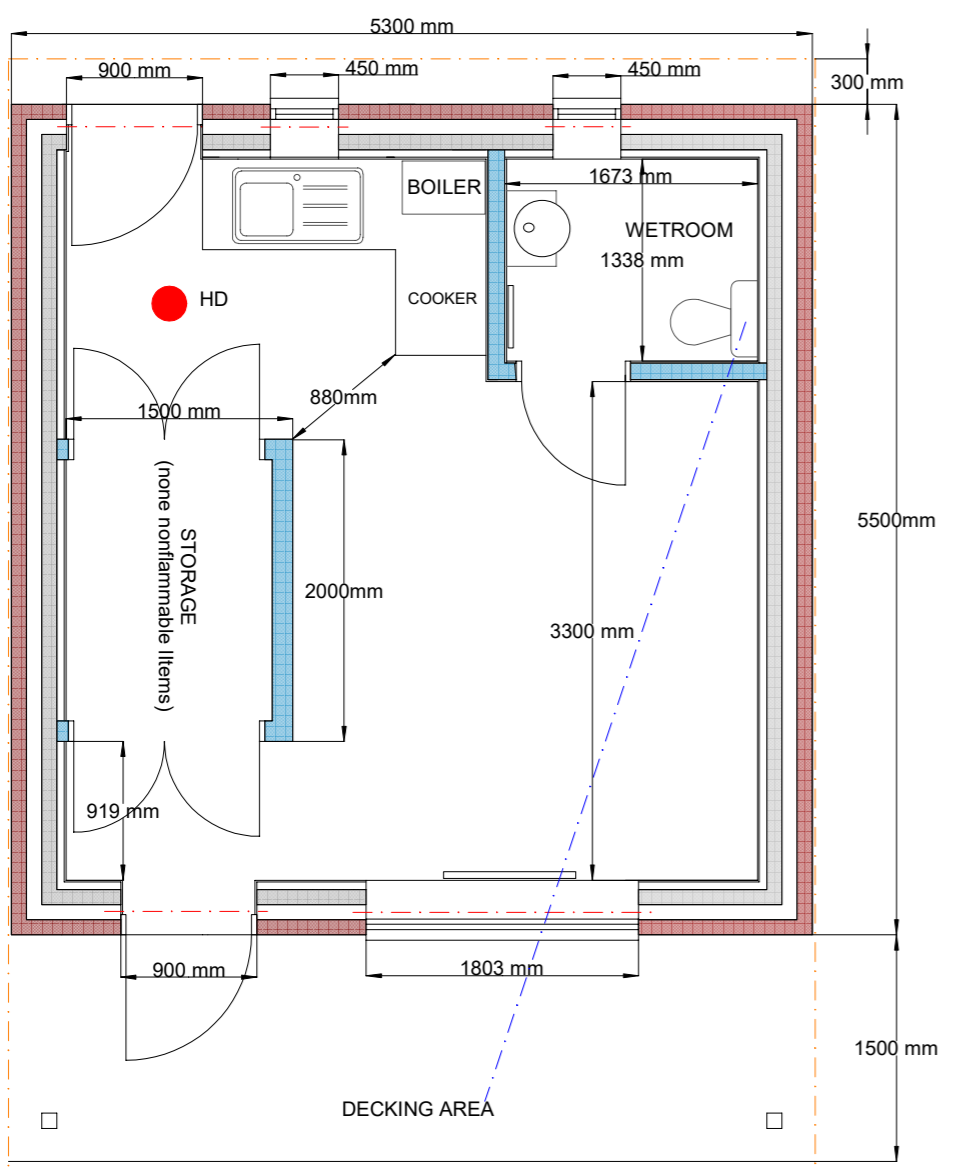 5300 mm
900 mm
450 mm
450 mm
300 mm
BOILER
1673 mm
WETROOM
1338 mm
HD
COOKER
880mm
1500 mm
STORAGE
(none nonflammable Iltems)
2000mm
5500mm
3300 mm
919 mm
900 mm
1803 mm
1500 mm
DECKING AREA